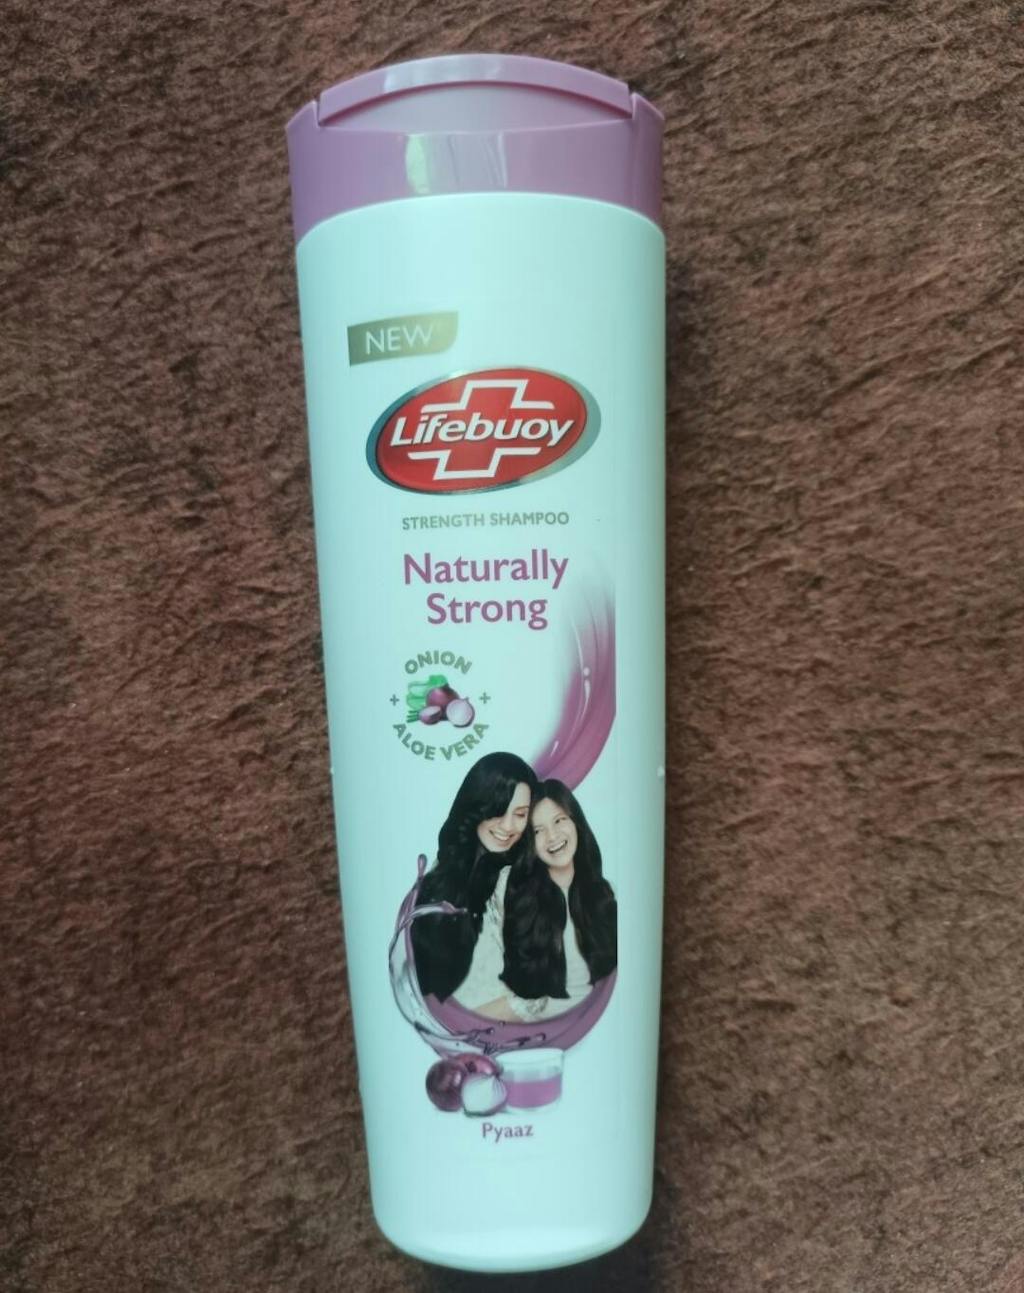 NEW
Lifebuoy
STRENGTH SHAMPOO
Naturally
Strong
ONION
+ +
ALOE VERA
Pyaaz